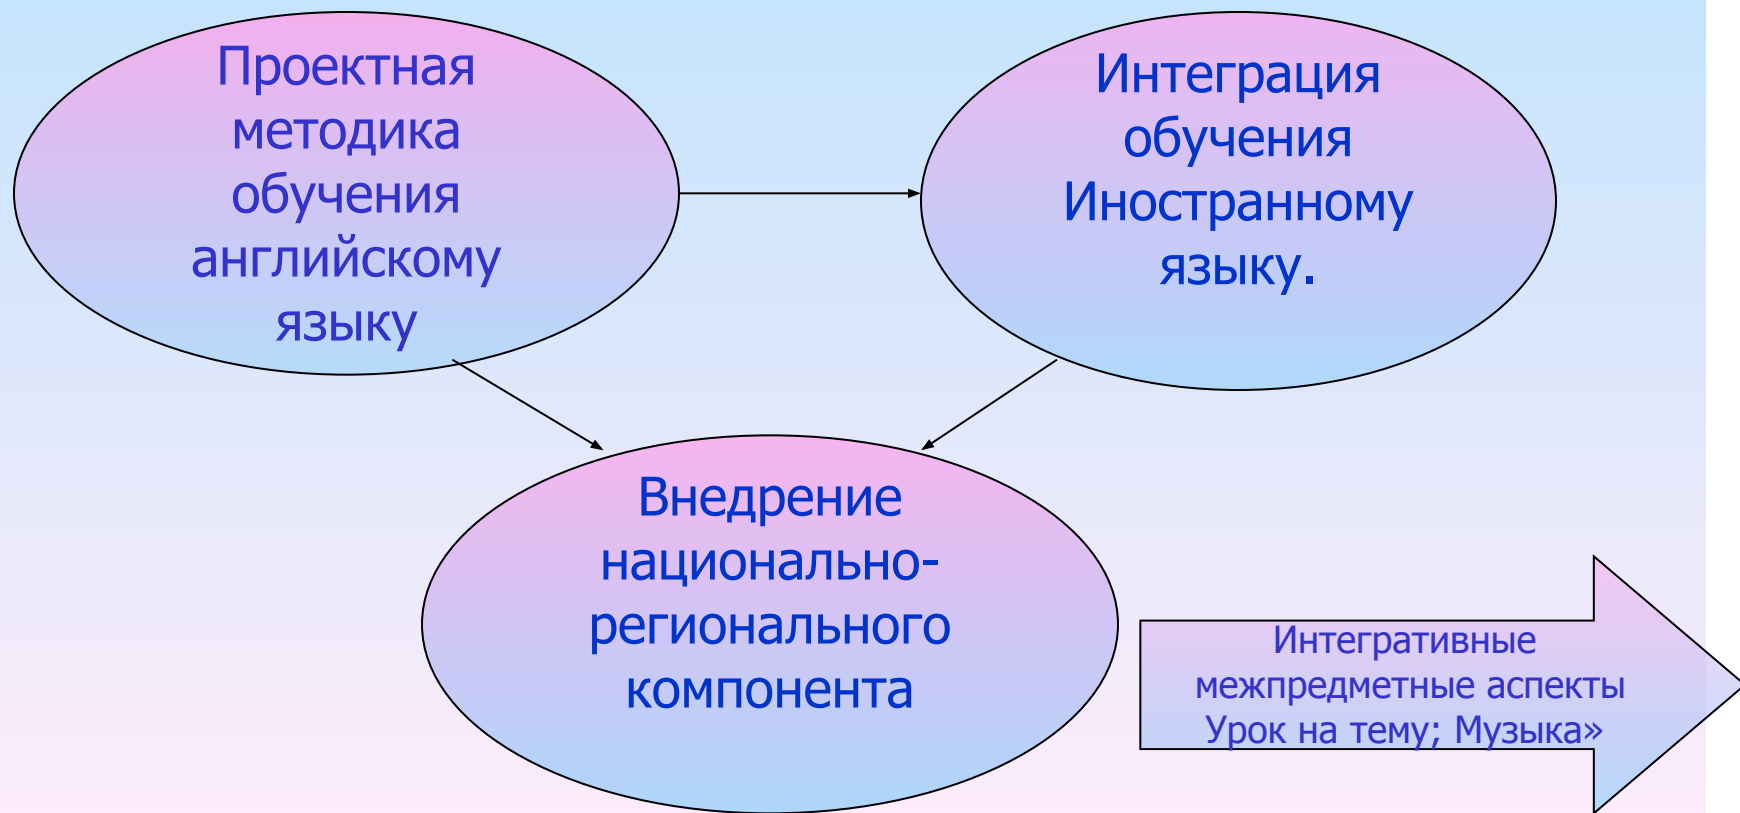 Проектная
методика
обучения
английскому
языку
Интеграция
обучения
Иностранному
языку.
Внедрение
национально-
регионального
компонента
Интегративные
межпредметные аспекты
Урок на тему; Музыка»